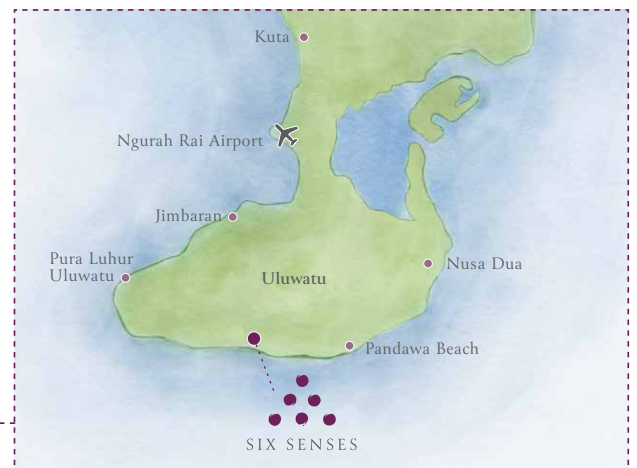 Kuta
Ngurah Rai Airport
Jimbaran
Pura Luhur
Uluwatu
Uluwatu
Nusa Dua
Pandawa Beach
SIX SENSES